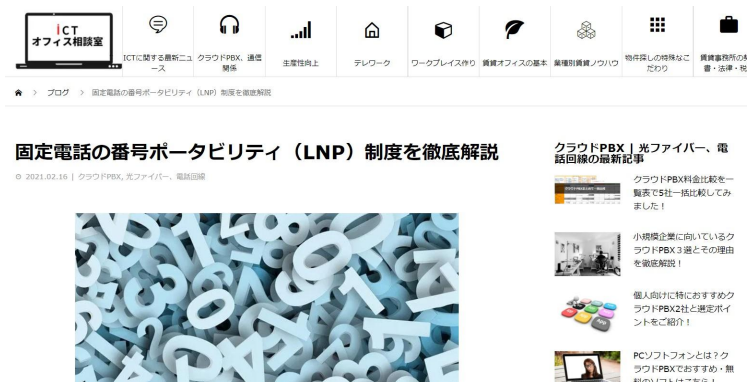 iCT
オフィス相談室
ICTに関する最新ニュ
ース
クラウドPBX、通信
関係
生産性向上
テレワーク
ワークプレイス作り
賃貸オフィスの基本
業種別賃貸ノウハウ
物件探しの特殊なこ
だわり
賃貸事務所の契
書・法律・税
ブログ
固定電話の番号ポータビリティ（LNP）制度を徹底解説
固定電話の番号ポータビリティ（LNP）制度を徹底解説
2021.02.16 | クラウドPBX, 光ファイバー、電話回線
クラウドPBX | 光ファイバー、電
話回線の最新記事
クラウドPBX料金比較を一
覧表で5社一括比較してみ
ました！
小規模企業に向いているク
ラウドPBX３選とその理由
を徹底解説！
個人向けに特におすすめク
ラウドPBX2社と選定ポイ
ントをご紹介！
PCソフトフォンとは？ク
ラウドPBXでおすすめ・無
料のソフトはこちら！